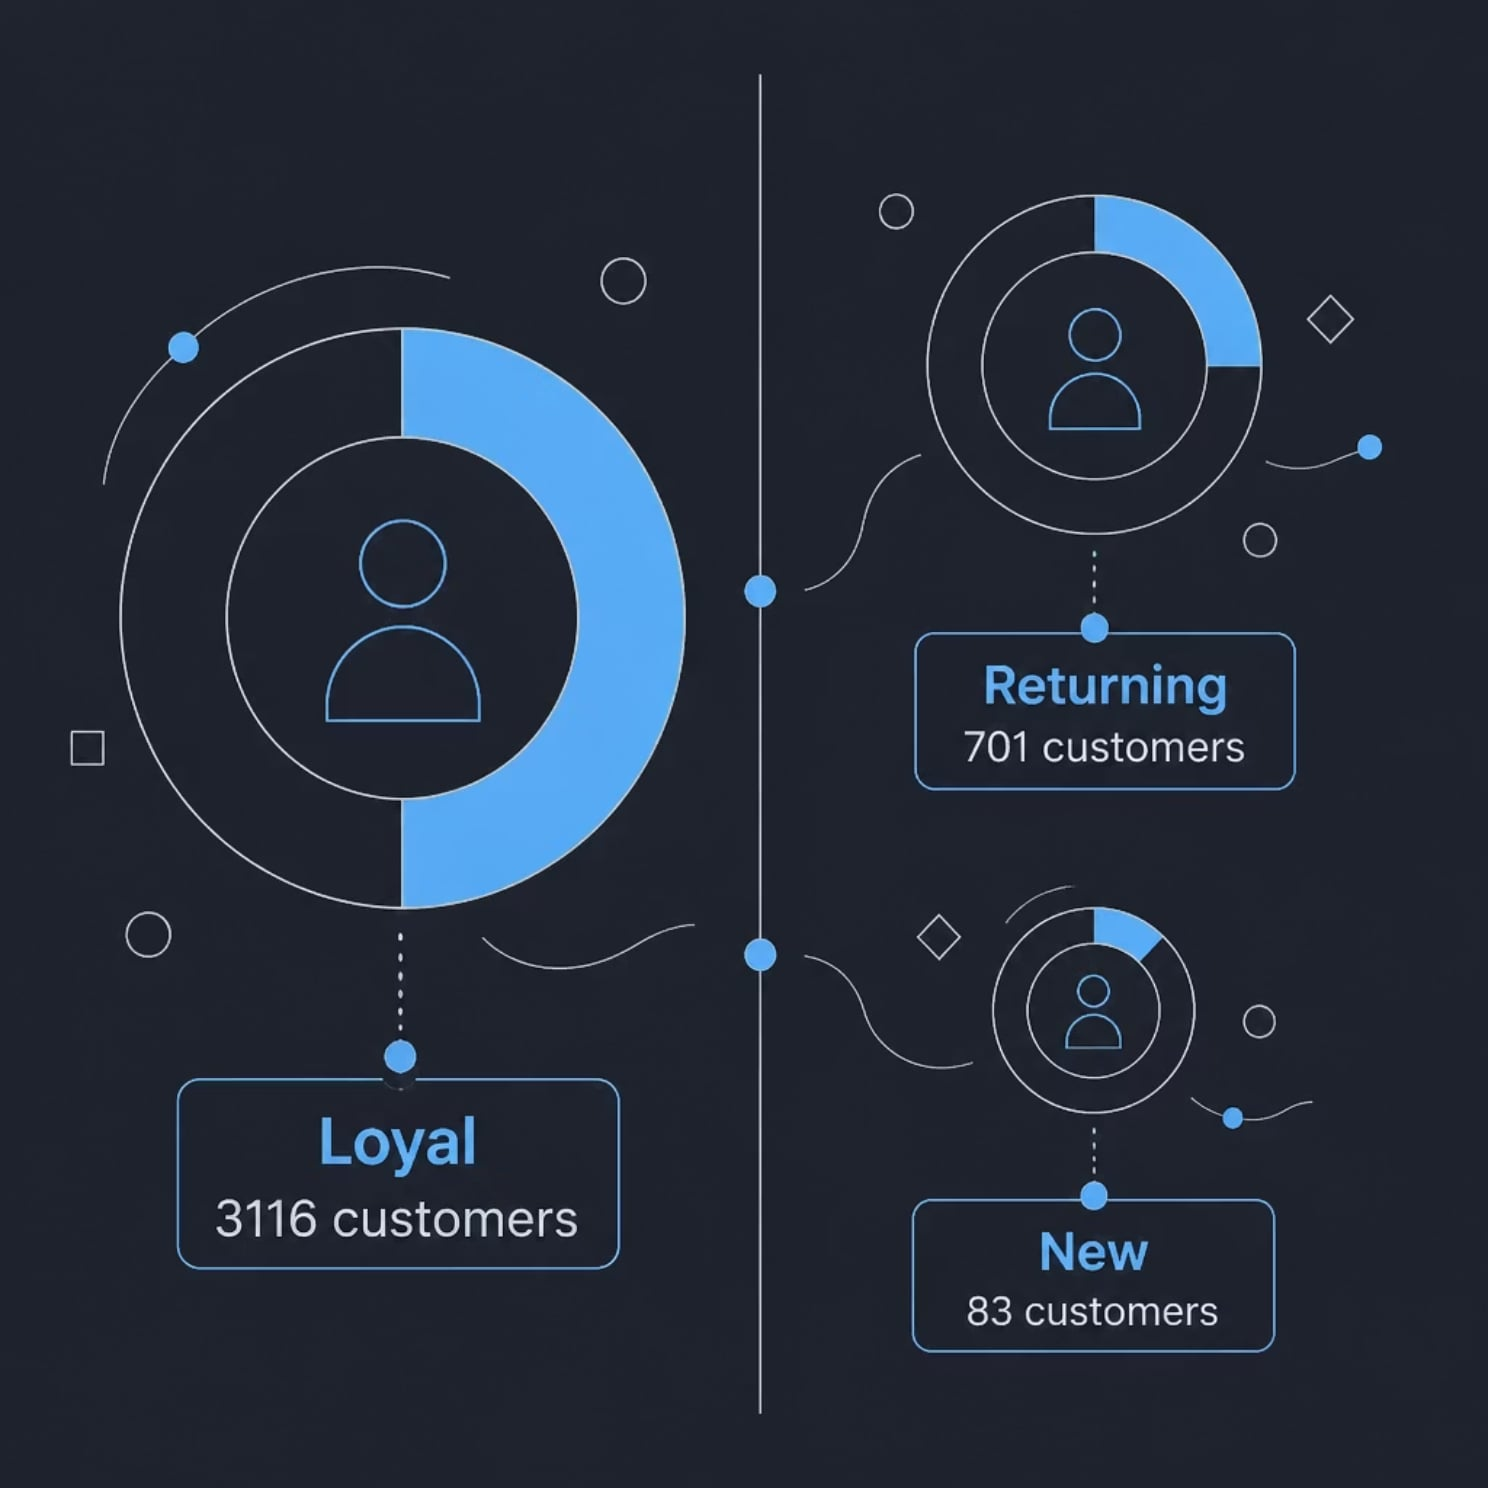 Loyal
3116 customers
Returning
701 customers
New
83 customers